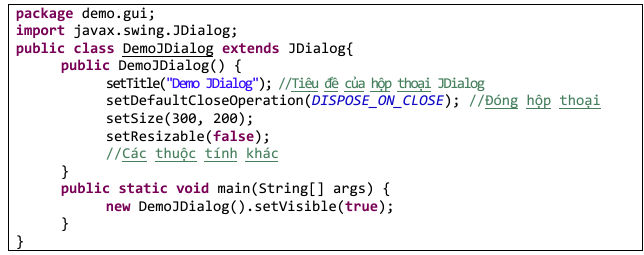 package demo.gui;
import javax.swing.JDialog;
public class DemoJDialog extends JDialog{
public DemoJDialog() {
setTitle("Demo JDialog"); //Tiêu đề của hộp thoại JDialog
setDefaultCloseOperation(DISPOSE_ON_CLOSE); //Đóng hộp thoại
setSize(300, 200);
setResizable(false);
//Các thuộc tính khác
}
public static void main(String[] args) {
new DemoJDialog().setVisible(true);
}
}